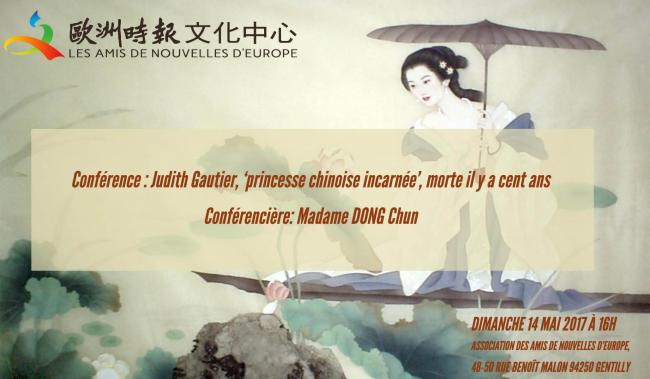 歐洲時報文化中心
LES AMIS DE NOUVELLES D'EUROPE
Conférence : Judith Gautier, ‘princesse chinoise incarnée’, morte il y a cent ans
Conférencière: Madame DONG Chun
DIMANCHE 14 MAI 2017 À 16H
ASSOCIATION DES AMIS DE NOUVELLES D'EUROPE,
48-50 RUE BENOÎT MALON 94250 GENTILLY